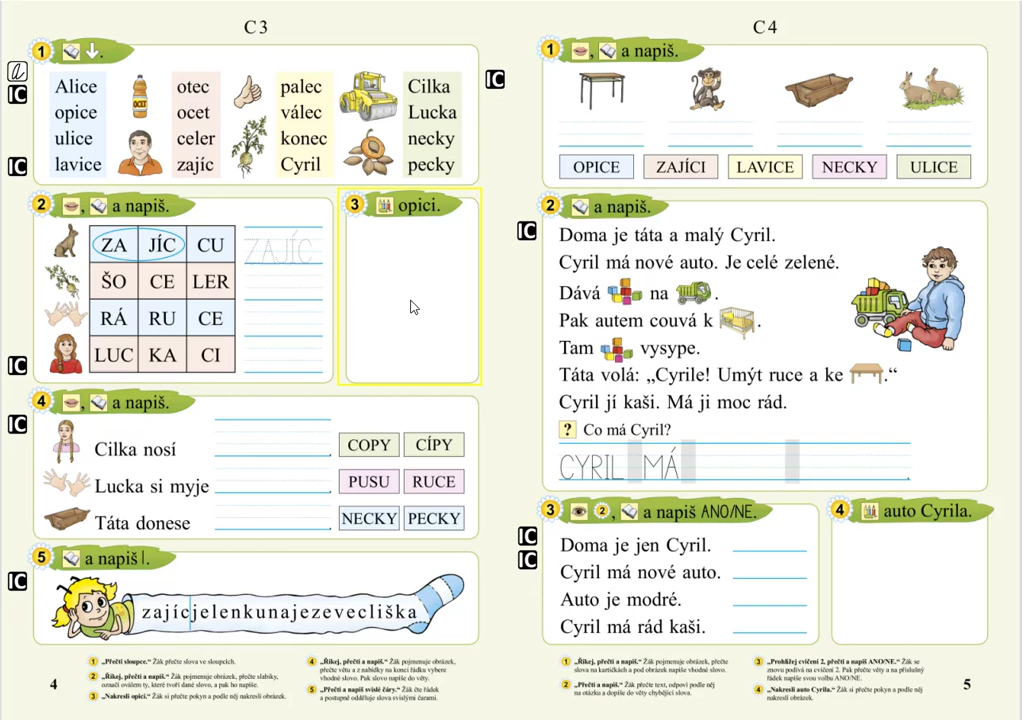 C 3
1 .
Alice
opice
ulice
lavice
OCET
otec
ocet
celer
zajíc
palec
válec
konec
Cyril
Cilka
Lucka
necky
pecky
2 , a napiš.
ZA JÍC CU
ŠO CE LER
RÁ RU CE
LUC KA CI
ZAJÍC
3 opici.
4 , a napiš.
Cilka nosí .
Lucka si myje .
Táta donese .
COPY CÍPY
PUSU RUCE
NECKY PECKY
5 a napiš |.
zajícjelenkunajezevecliška
1 „Přečti sloupce.“ Žák přečte slova ve sloupcích.
2 „Říkej, přečti a napiš.“ Žák pojmenuje obrázek, přečte slabiky,
označí oválem ty, které tvoří dané slovo, a pak ho napíše.
3 „Nakresli opici.“ Žák si přečte pokyn a podle něj nakreslí obrázek.
4 „Říkej, přečti a napiš.“ Žák pojmenuje obrázek,
přečte větu a z nabídky na konci řádku vybere
vhodné slovo. Pak slovo napíše do věty.
5 „Přečti a napiš svislé čáry.“ Žák čte řádek
a postupně odděluje slova svislými čarami.
4
C 4
1 , a napiš.
OPICE ZAJÍCI LAVICE NECKY ULICE
2 a napiš.
Doma je táta a malý Cyril.
Cyril má nové auto. Je celé zelené.
Dává na .
Pak autem couvá k .
Tam vysype.
Táta volá: „Cyrile! Umýt ruce a ke .“
Cyril jí kaši. Má ji moc rád.
? Co má Cyril?
CYRIL MÁ .
3 2 , a napiš ANO/NE.
Doma je jen Cyril.
Cyril má nové auto.
Auto je modré.
Cyril má rád kaši.
4 auto Cyrila.
1 „Říkej, přečti a napiš.“ Žák pojmenuje obrázek, přečte
slova na kartičkách a pod obrázek napíše vhodné slovo.
2 „Přečti a napiš.“ Žák přečte text, odpoví podle něj
na otázku a dopíše do věty chybějící slova.
3 „Prohlížej cvičení 2, přečti a napiš ANO/NE.“ Žák se
znovu podívá na cvičení 2. Pak přečte věty a na příslušný
řádek napíše svou volbu ANO/NE.
4 „Nakresli auto Cyrila.“ Žák si přečte pokyn a podle něj
nakreslí obrázek.
5